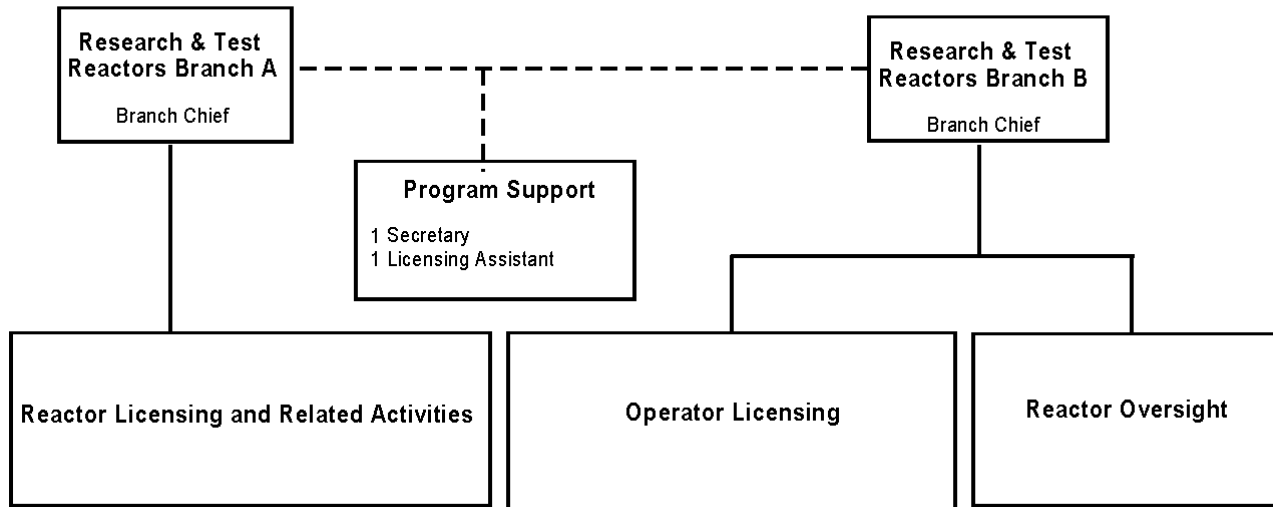 Research & Test
Reactors Branch A
Branch Chief
Research & Test
Reactors Branch B
Branch Chief
Program Support
1 Secretary
1 Licensing Assistant
Reactor Licensing and Related Activities
Operator Licensing
Reactor Oversight